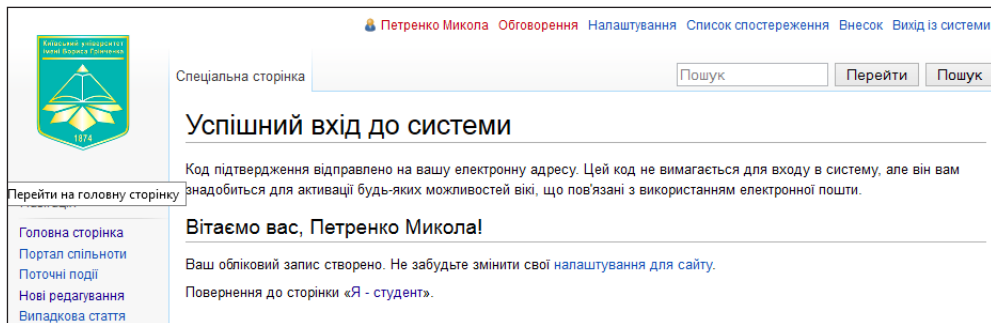 Петренко Микола Обговорення Налаштування Список спостереження Внесок Вихід із системи
Київський університет
імені Бориса Грінченка
1874
Спеціальна сторінка
Пошук Перейти Пошук
Успішний вхід до системи
Код підтвердження відправлено на вашу електронну адресу. Цей код не вимагається для входу в систему, але він вам
знадобиться для активації будь-яких можливостей вікі, що пов'язані з використанням електронної пошти.
Перейти на головну сторінку
Вітаємо вас, Петренко Микола!
Ваш обліковий запис створено. Не забудьте змінити свої налаштування для сайту.
Повернення до сторінки «Я - студент».
Головна сторінка
Портал спільноти
Поточні події
Нові редагування
Випадкова стаття